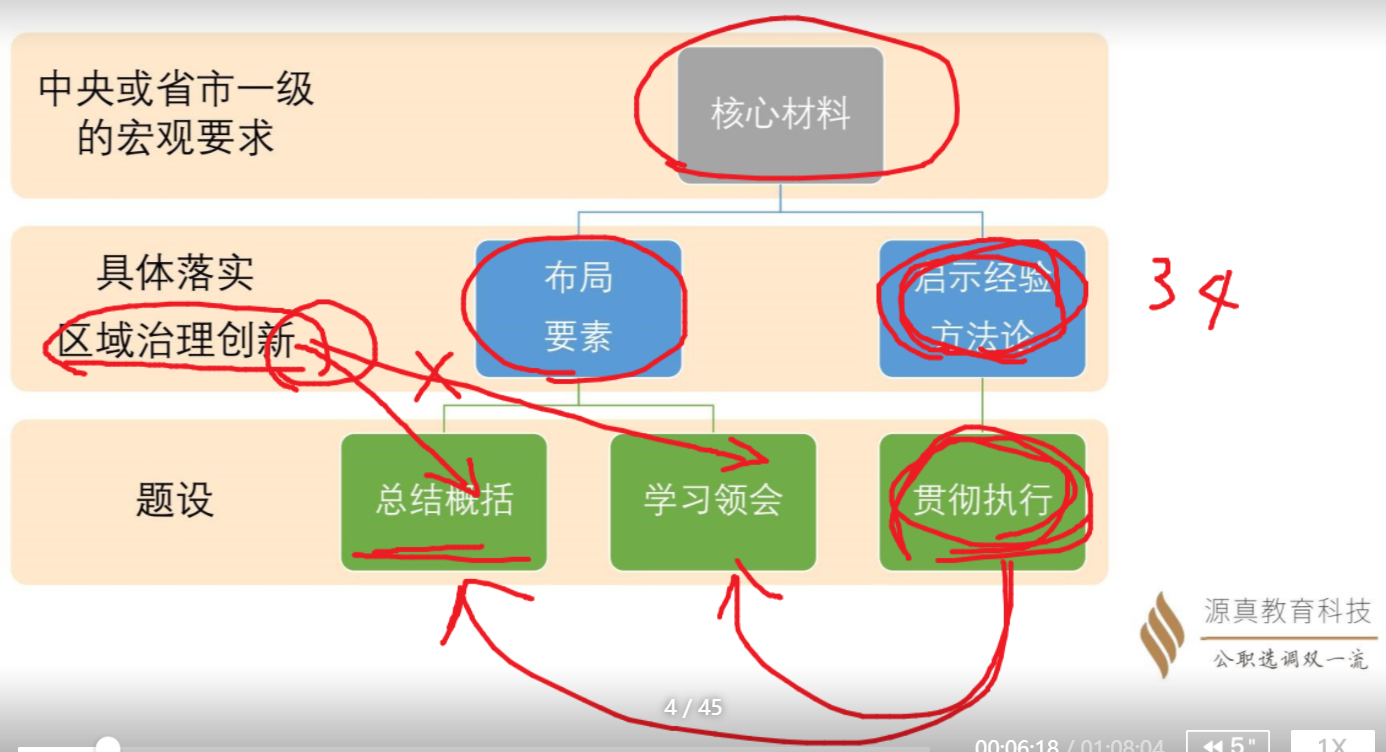 中央或省市一级
的宏观要求
核心材料
具体落实
区域治理创新
布局
要素
启示经验
方法论
34
题设
总结概括
学习领会
贯彻执行
源真教育科技
公职选调双一流
4 / 45
00:06:18 / 01:08:04
5"
1X